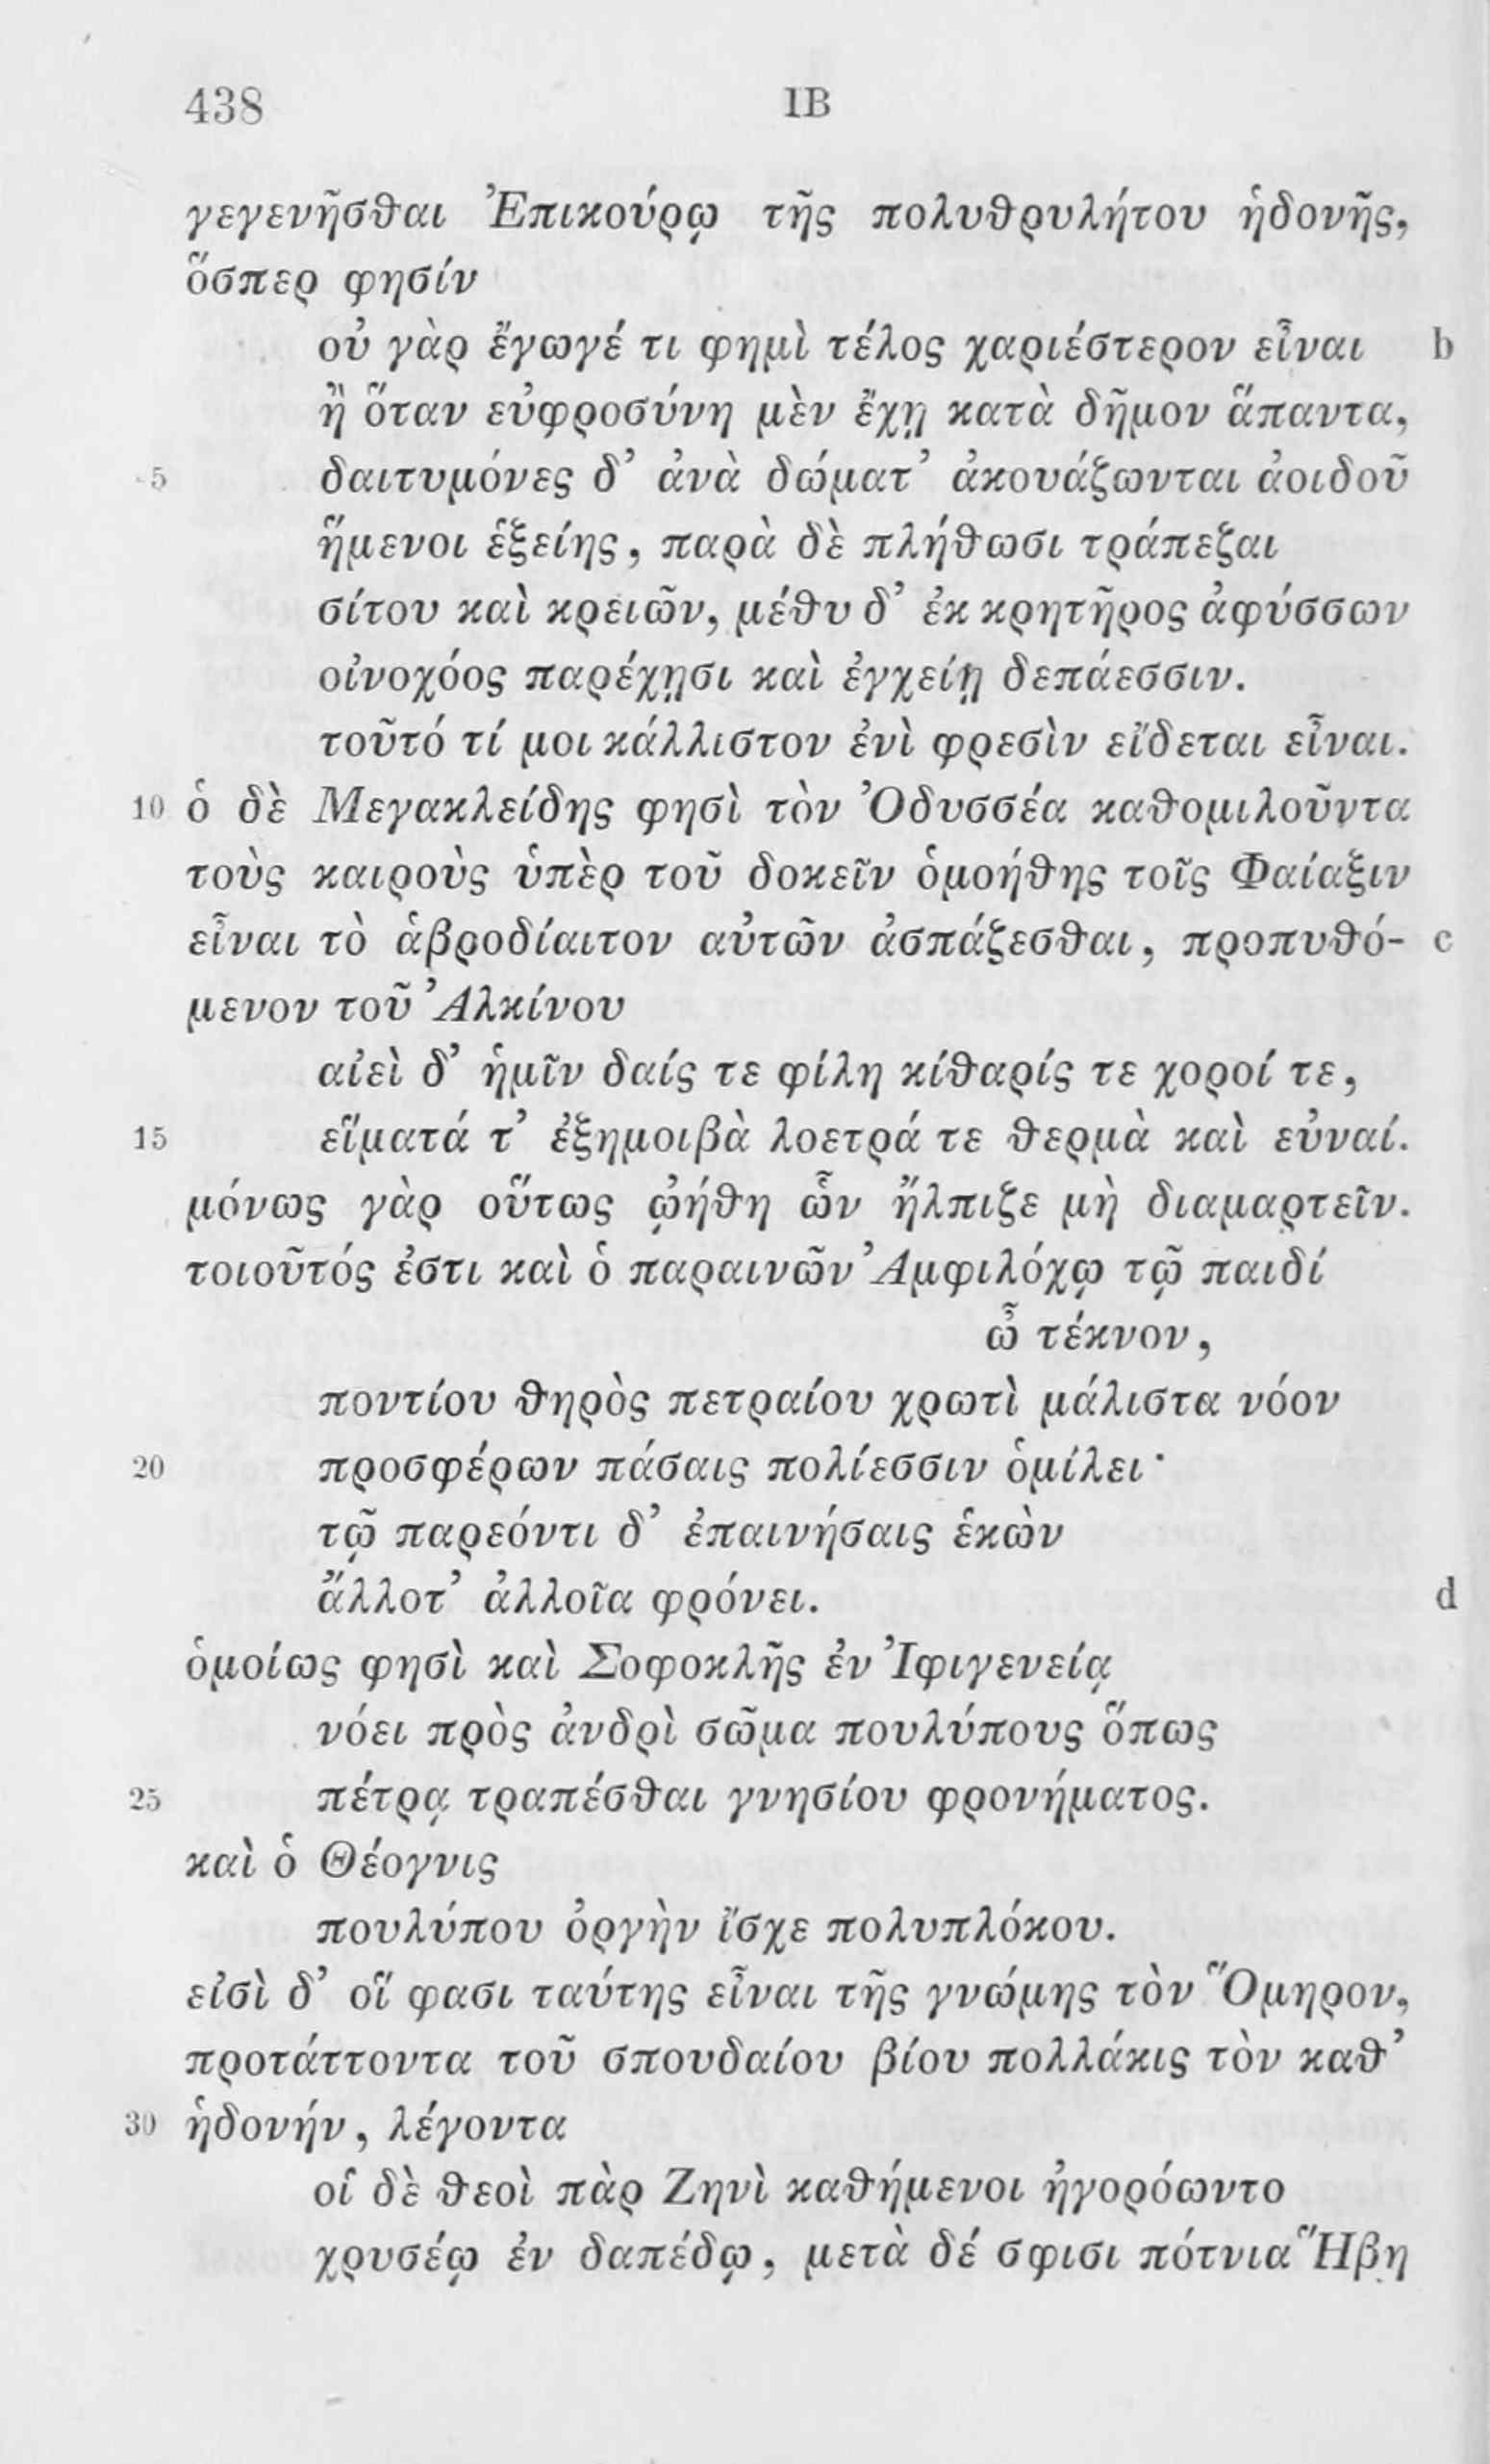 438 ΙΒ
γεγενῆσθαι Ἐπικούρῳ τῆς πολυθρυλήτου ἡδονῆς,
ὅσπερ φησίν
οὐ γὰρ ἔγωγέ τι φημὶ τέλος χαριέστερον εἶναι b
ἢ ὅταν εὐφροσύνη μὲν ἔχῃ κατὰ δῆμον ἅπαντα,
5 δαιτυμόνες δ’ ἀνὰ δώματ’ ἀκουάζωνται ἀοιδοῦ
ἥμενοι ἑξείης, παρὰ δὲ πλήθωσι τράπεζαι
σίτου καὶ κρειῶν, μέθυ δ’ ἐκ κρητῆρος ἀφύσσων
οἰνοχόος παρέχῃσι καὶ ἐγχείῃ δεπάεσσιν.
τοῦτό τί μοι κάλλιστον ἐνὶ φρεσὶν εἴδεται εἶναι.
10 ὁ δὲ Μεγακλείδης φησὶ τὸν Ὀδυσσέα καθομιλοῦντα
τοὺς καιροὺς ὑπὲρ τοῦ δοκεῖν ὁμοήθης τοῖς Φαίαξιν
εἶναι τὸ ἁβροδίαιτον αὐτῶν ἀσπάζεσθαι, προπυθό- c
μενον τοῦ Ἀλκίνου
αἰεὶ δ’ ἡμῖν δαίς τε φίλη κίθαρίς τε χοροί τε,
15 εἵματά τ’ ἐξημοιβὰ λοετρά τε θερμὰ καὶ εὐναί.
μόνως γὰρ οὕτως ᾠήθη ὧν ἤλπιζε μὴ διαμαρτεῖν.
τοιοῦτός ἐστι καὶ ὁ παραινῶν Ἀμφιλόχῳ τῷ παιδί
ὦ τέκνον,
ποντίου θηρὸς πετραίου χρωτὶ μάλιστα νόον
20 προσφέρων πάσαις πολίεσσιν ὁμίλει·
τῷ παρεόντι δ’ ἐπαινήσαις ἑκὼν
ἄλλοτ’ ἀλλοῖα φρόνει. d
ὁμοίως φησὶ καὶ Σοφοκλῆς ἐν Ἰφιγενείᾳ
νόει πρὸς ἀνδρὶ σῶμα πουλύπους ὅπως
25 πέτρᾳ τραπέσθαι γνησίου φρονήματος.
καὶ ὁ Θέογνις
πουλύπου ὀργὴν ἴσχε πολυπλόκου.
εἰσὶ δ’ οἵ φασι ταύτης εἶναι τῆς γνώμης τὸν Ὅμηρον,
προτάττοντα τοῦ σπουδαίου βίου πολλάκις τὸν καθ’
30 ἡδονήν, λέγοντα
οἱ δὲ θεοὶ πὰρ Ζηνὶ καθήμενοι ἠγορόωντο
χρυσέῳ ἐν δαπέδῳ, μετὰ δέ σφισι πότνια Ἥβη